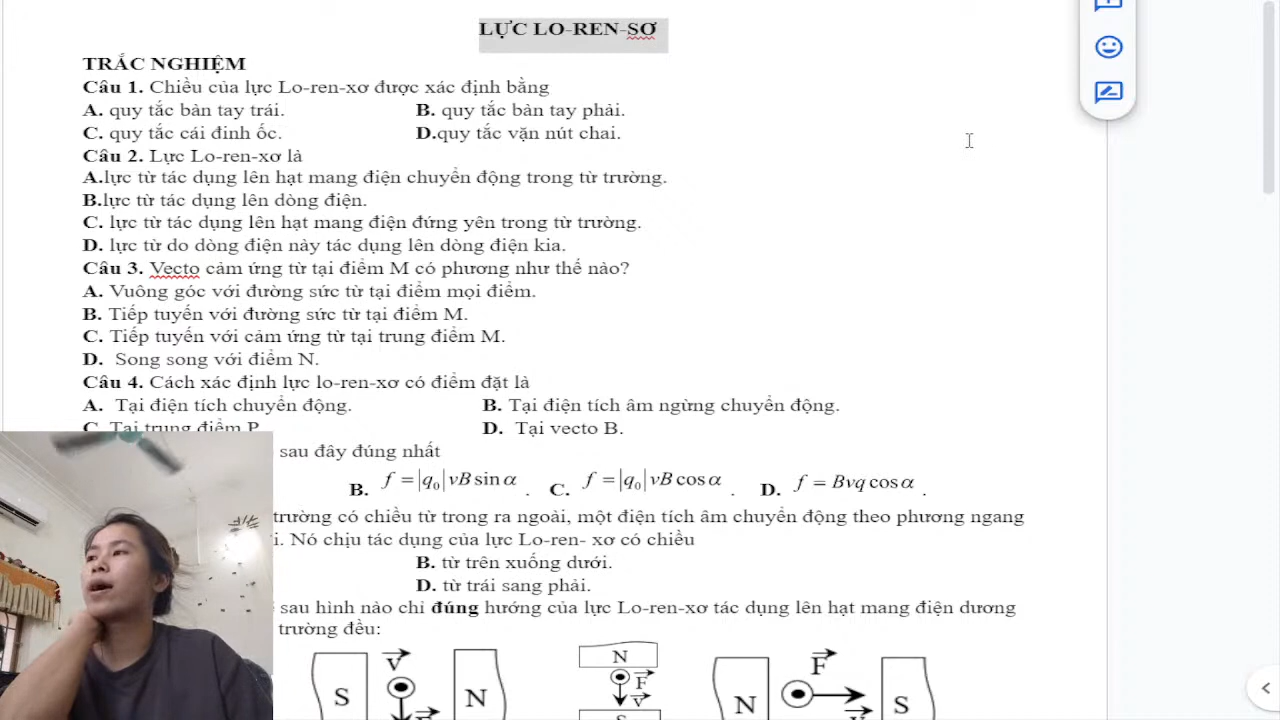 LỰC LO-REN-SƠ
TRẮC NGHIỆM
Câu 1. Chiều của lực Lo-ren-xơ được xác định bằng
A. quy tắc bàn tay trái. B. quy tắc bàn tay phải.
C. quy tắc cái đinh ốc. D.quy tắc vặn nút chai.
Câu 2. Lực Lo-ren-xơ là
A.lực từ tác dụng lên hạt mang điện chuyển động trong từ trường.
B.lực từ tác dụng lên dòng điện.
C. lực từ tác dụng lên hạt mang điện đứng yên trong từ trường.
D. lực từ do dòng điện này tác dụng lên dòng điện kia.
Câu 3. Vecto cảm ứng từ tại điểm M có phương như thế nào?
A. Vuông góc với đường sức từ tại điểm mọi điểm.
B. Tiếp tuyến với đường sức từ tại điểm M.
C. Tiếp tuyến với cảm ứng từ tại trung điểm M.
D. Song song với điểm N.
Câu 4. Cách xác định lực lo-ren-xơ có điểm đặt là
A. Tại điện tích chuyển động. B. Tại điện tích âm ngừng chuyển động.
C. Tại trung điểm P. D. Tại vecto B.
sau đây đúng nhất
B. f = |q₀| vB sin α . C. f = |q₀| vB cos α . D. f = Bvq cos α .
trường có chiều từ trong ra ngoài, một điện tích âm chuyển động theo phương ngang
i. Nó chịu tác dụng của lực Lo-ren- xơ có chiều
B. từ trên xuống dưới.
D. từ trái sang phải.
sau hình nào chỉ đúng hướng của lực Lo-ren-xơ tác dụng lên hạt mang điện dương
trường đều:
v N F
S N F v N S